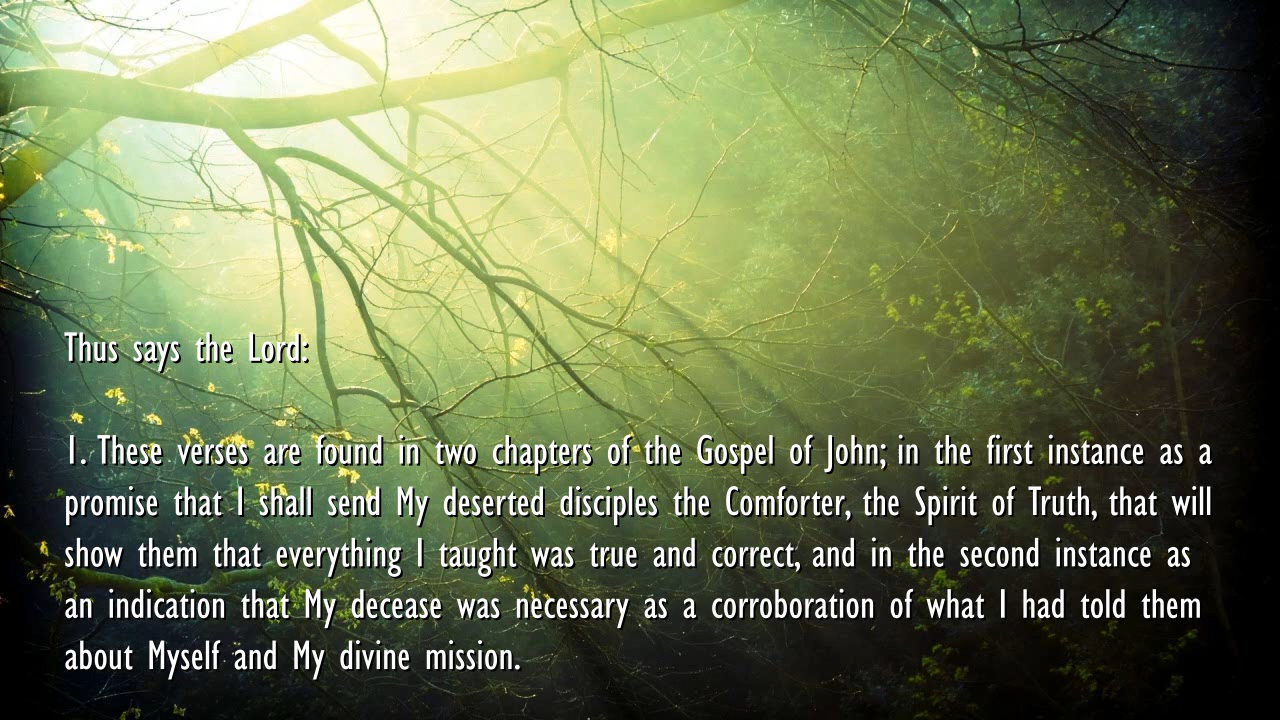 Thus says the Lord:
1. These verses are found in two chapters of the Gospel of John; in the first instance as a
promise that I shall send My deserted disciples the Comforter, the Spirit of Truth, that will
show them that everything I taught was true and correct, and in the second instance as
an indication that My decease was necessary as a corroboration of what I had told them
about Myself and My divine mission.